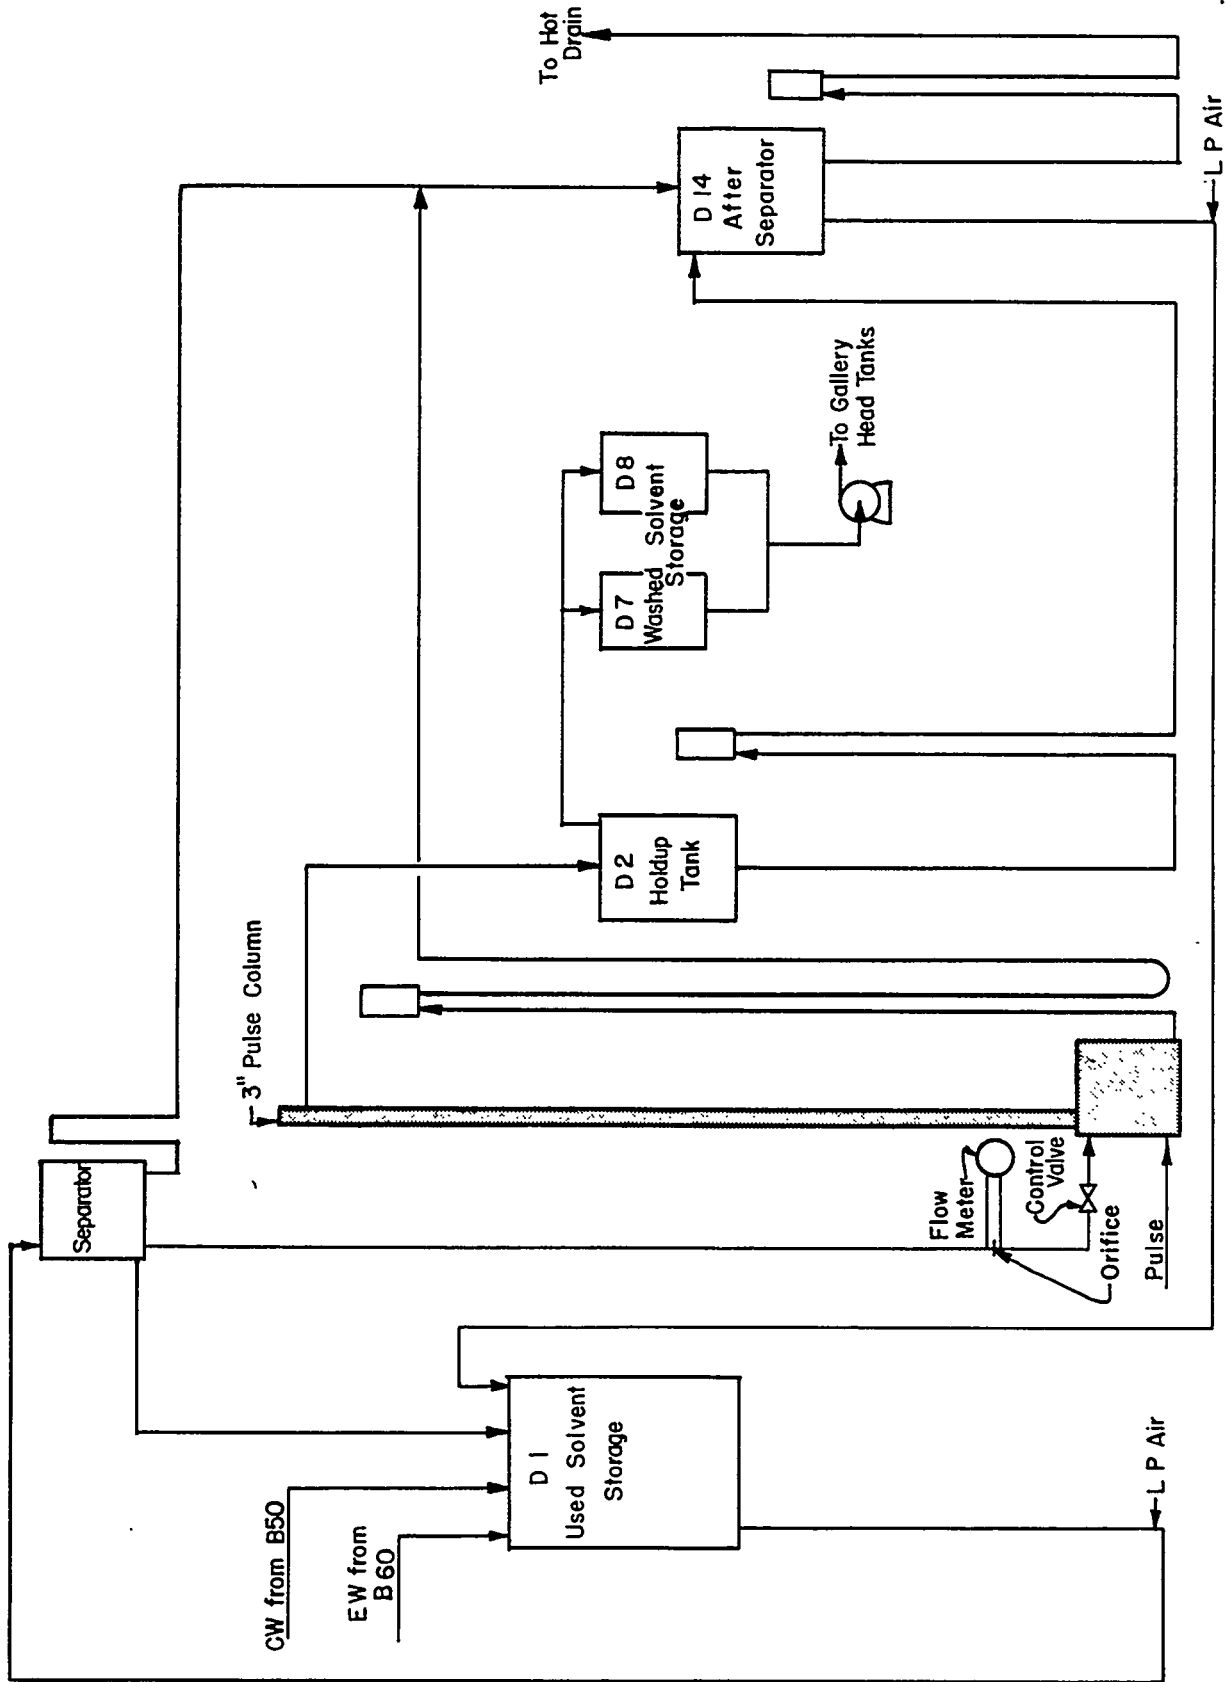 CW from B50
EW from
B 60
D 1
Used Solvent
Storage
L P Air
Separator
3" Pulse Column
Flow
Meter
Control
Valve
Orifice
Pulse
D 2
Holdup
Tank
D 7
D 8
Washed Solvent
Storage
To Gallery
Head Tanks
D 14
After
Separator
To Hot
Drain
L P Air